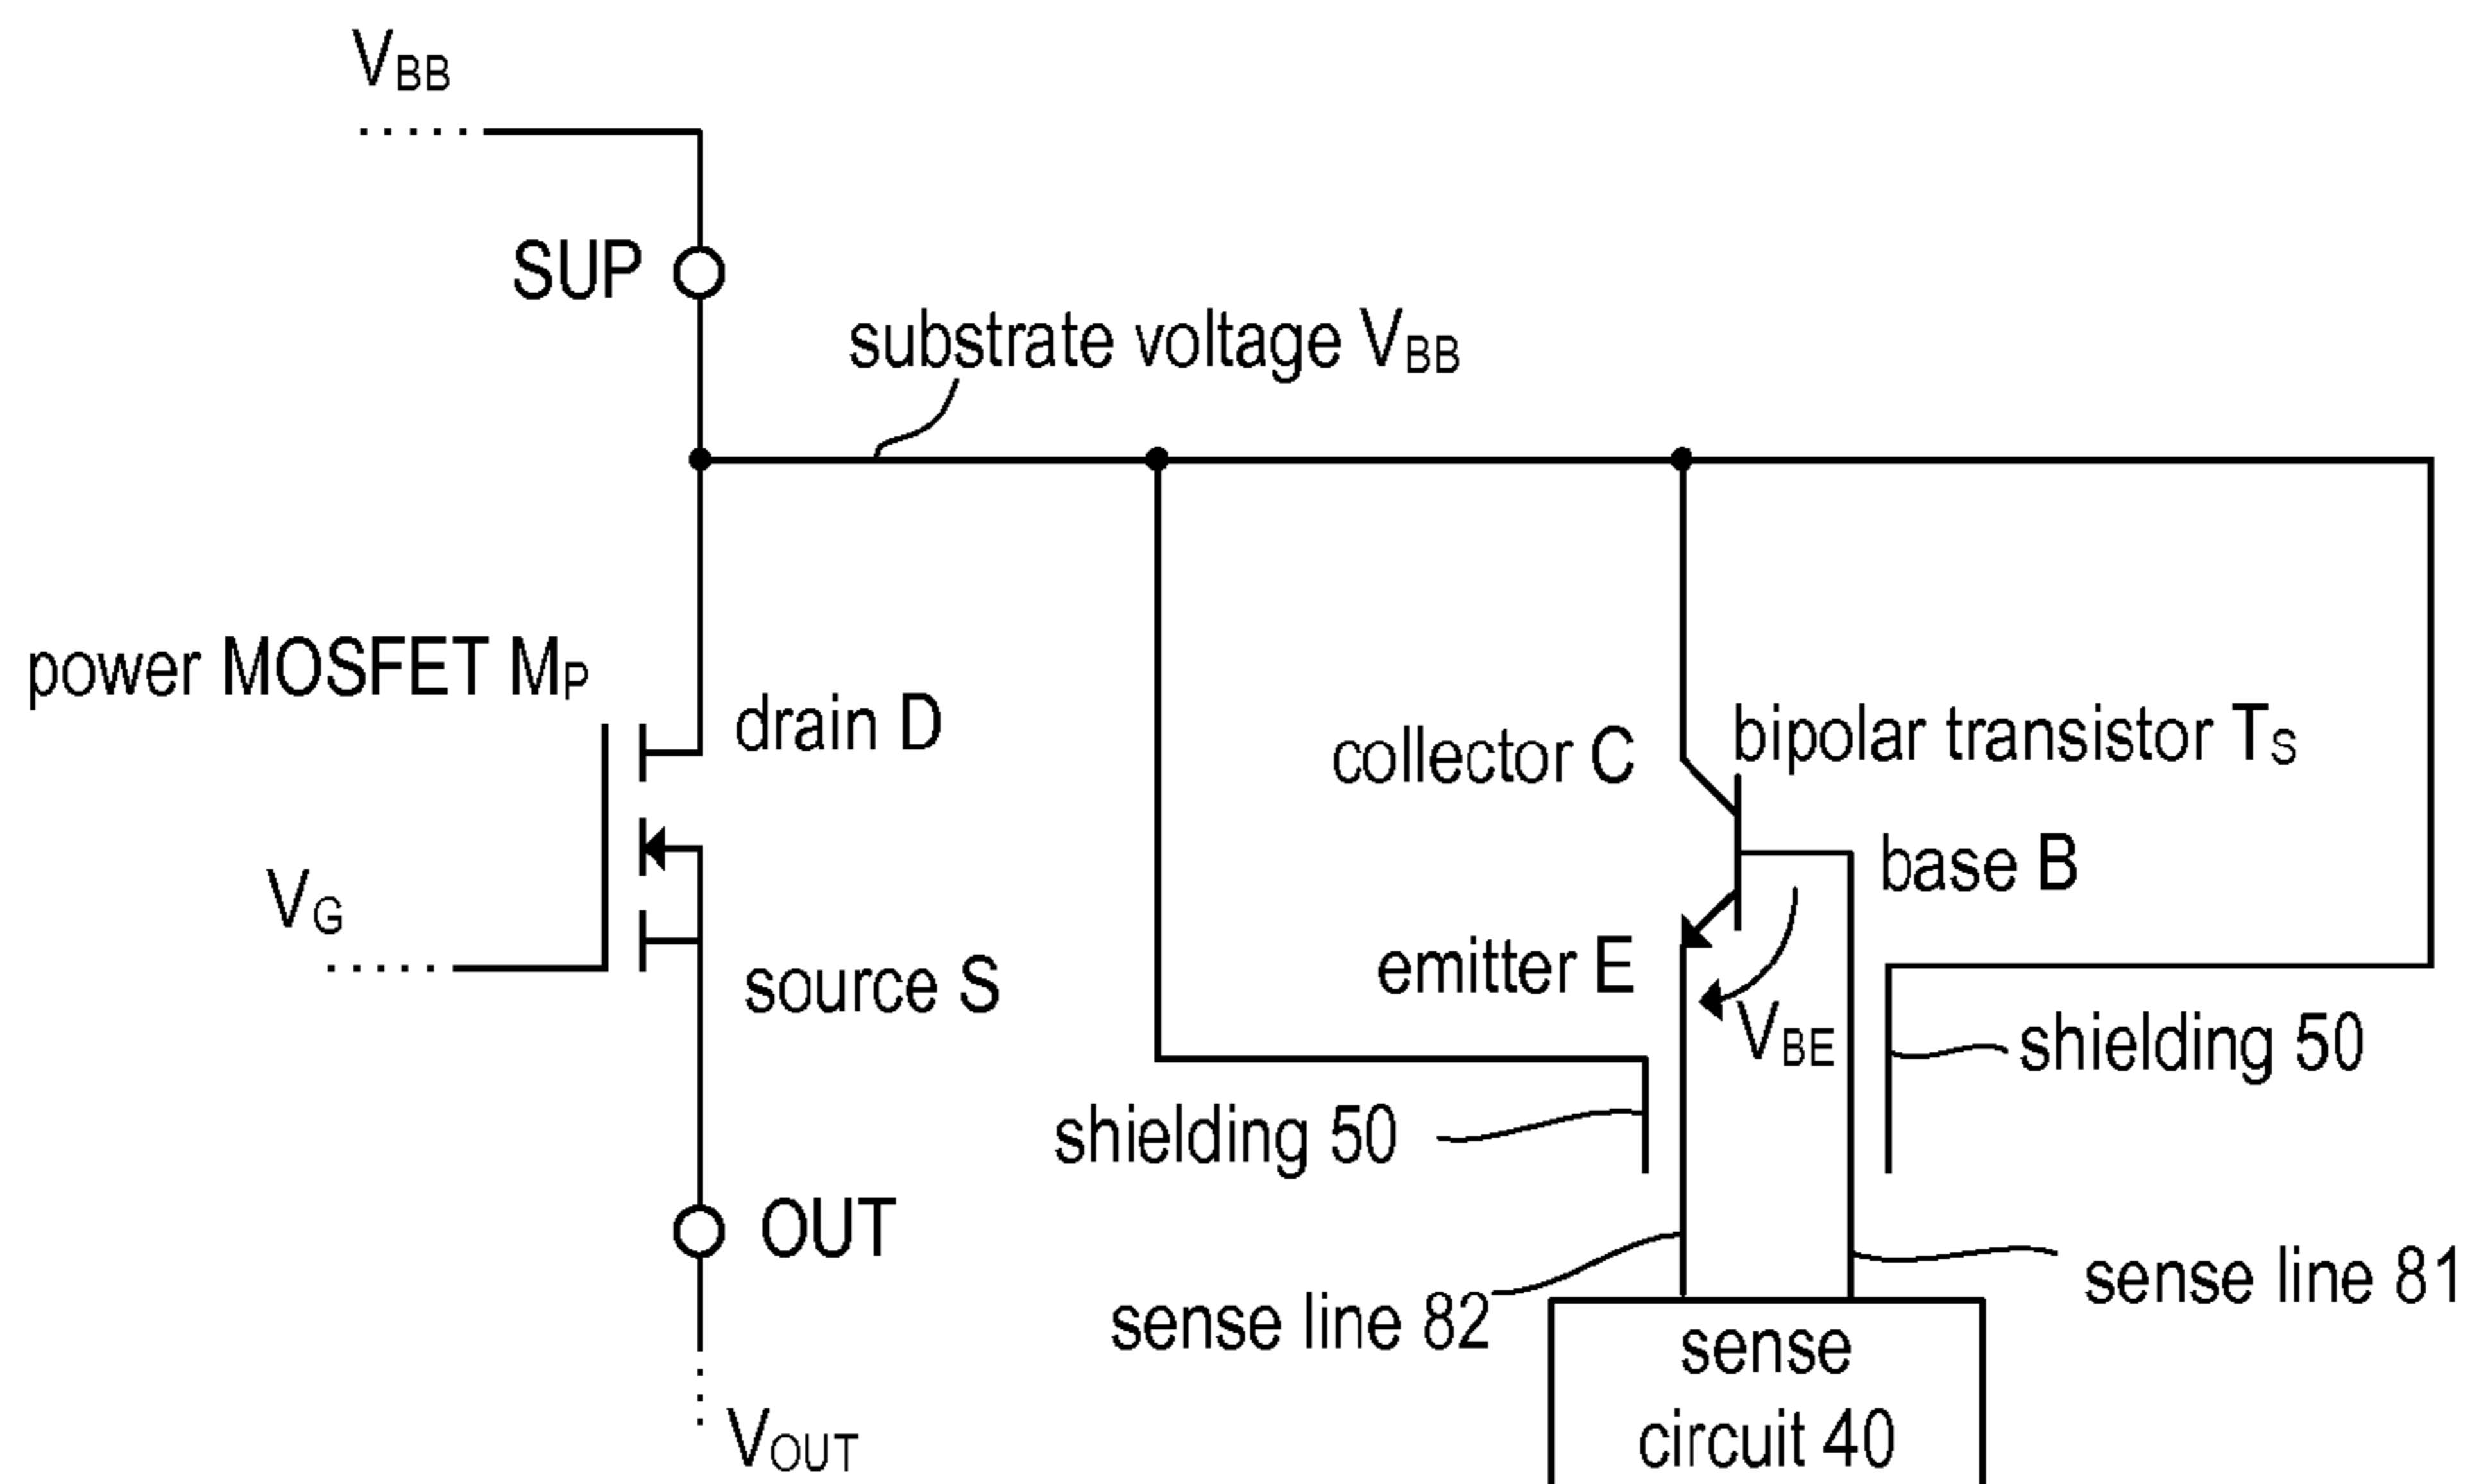 VBB
SUP
substrate voltage VBB
power MOSFET MP
drain D
collector C
bipolar transistor TS
VG
base B
source S
emitter E
VBE
shielding 50
shielding 50
OUT
sense line 82
sense line 81
sense
circuit 40
VOUT